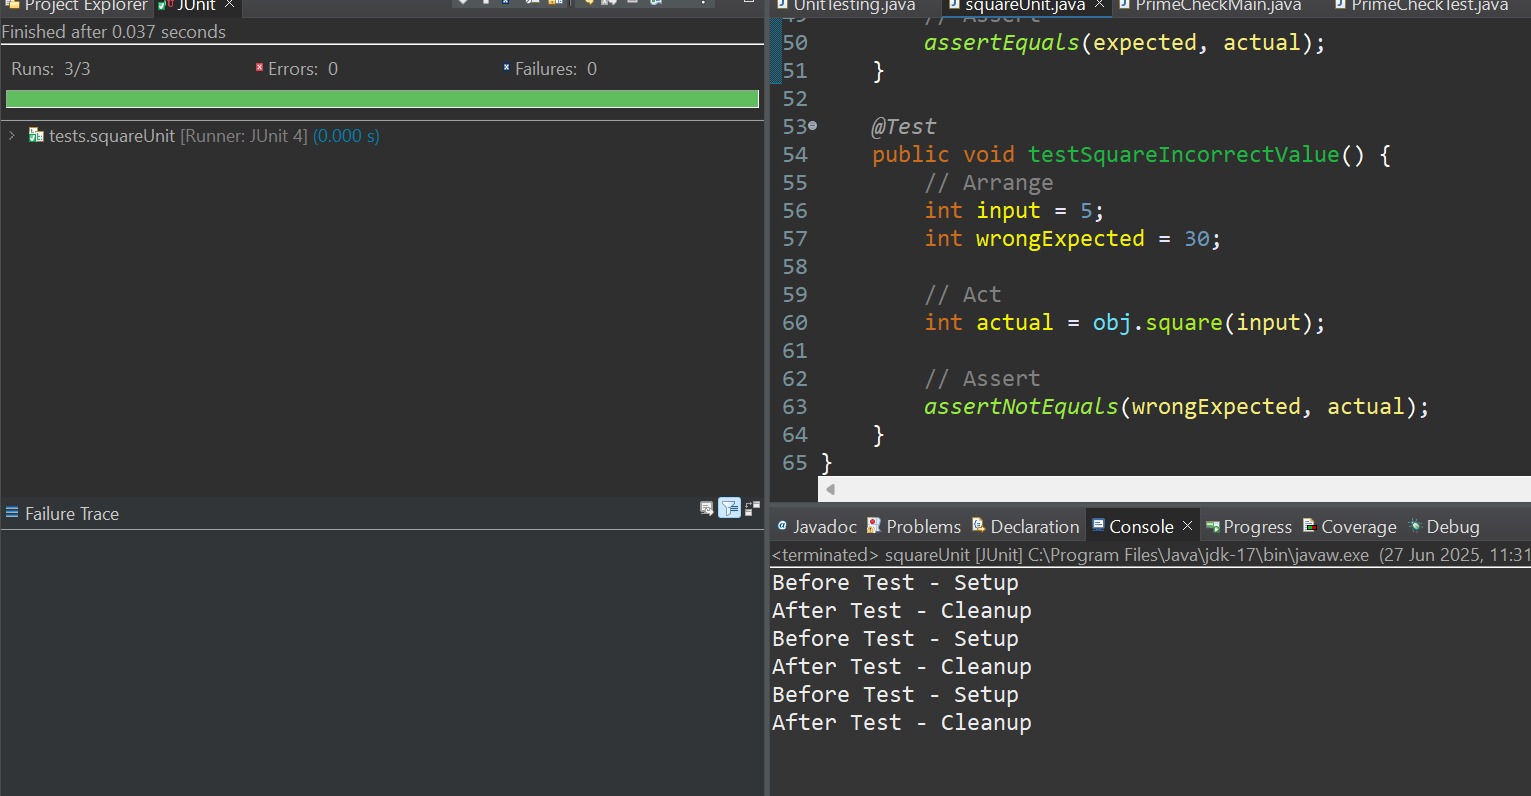 Project Explorer JUnit
Finished after 0.037 seconds
Runs: 3/3 Errors: 0 Failures: 0
tests.squareUnit [Runner: JUnit 4] (0.000 s)
Failure Trace
UnitTesting.java squareUnit.java PrimeCheckMain.java PrimeCheckTest.java
49 // Assert
50 assertEquals(expected, actual);
51 }
52
53 @Test
54 public void testSquareIncorrectValue() {
55 // Arrange
56 int input = 5;
57 int wrongExpected = 30;
58
59 // Act
60 int actual = obj.square(input);
61
62 // Assert
63 assertNotEquals(wrongExpected, actual);
64 }
65 }
Javadoc Problems Declaration Console Progress Coverage Debug
<terminated> squareUnit [JUnit] C:\Program Files\Java\jdk-17\bin\javaw.exe (27 Jun 2025, 11:31
Before Test - Setup
After Test - Cleanup
Before Test - Setup
After Test - Cleanup
Before Test - Setup
After Test - Cleanup